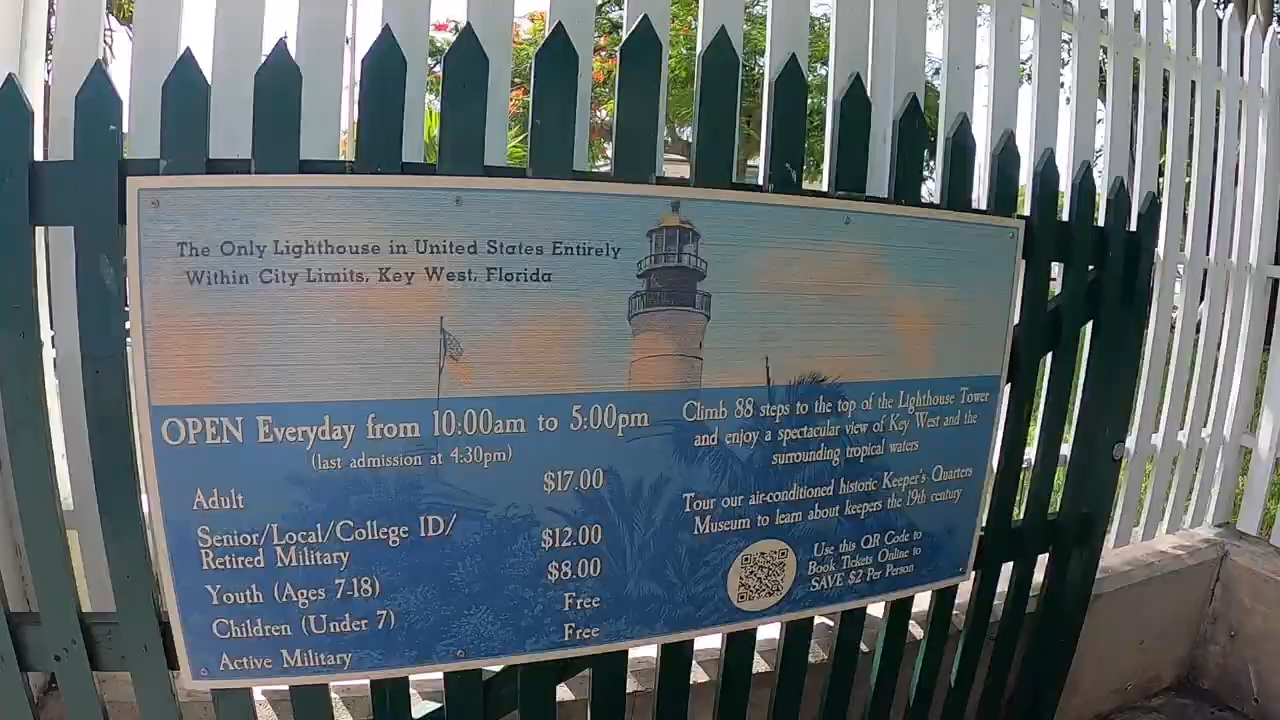 The Only Lighthouse in United States Entirely
Within City Limits, Key West, Florida
OPEN Everyday from 10:00am to 5:00pm
(last admission at 4:30pm)
Adult $17.00
Senior/Local/College ID/
Retired Military $12.00
Youth (Ages 7-18) $8.00
Children (Under 7) Free
Active Military Free
Climb 88 steps to the top of the Lighthouse Tower
and enjoy a spectacular view of Key West and the
surrounding tropical waters
Tour our air-conditioned historic Keeper's Quarters
Museum to learn about keepers the 19th century
Use this QR Code to
Book Tickets Online to
SAVE $2 Per Person